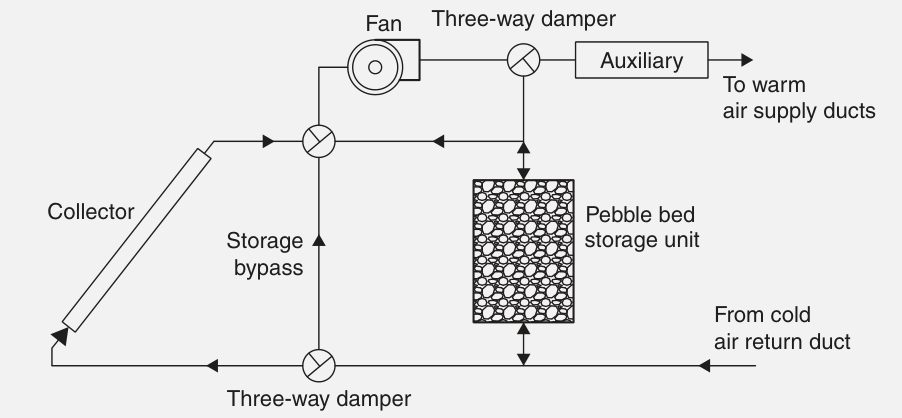 Fan
Three-way damper
Auxiliary
To warm
air supply ducts
Collector
Storage
bypass
Pebble bed
storage unit
From cold
air return duct
Three-way damper